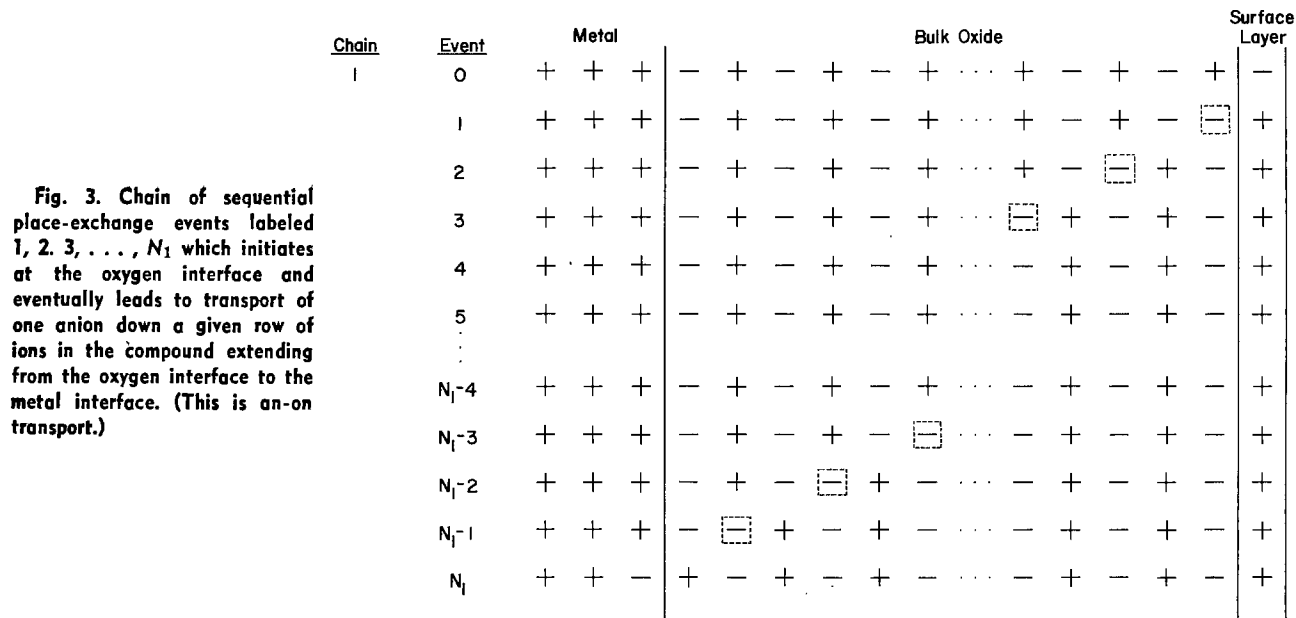 Fig. 3. Chain of sequential
place-exchange events labeled
1, 2. 3, . . . , N₁ which initiates
at the oxygen interface and
eventually leads to transport of
one anion down a given row of
ions in the compound extending
from the oxygen interface to the
metal interface. (This is an-on
transport.)
Chain Event Metal Bulk Oxide Surface
Layer
1 0 + + + − + − + − + ··· + − + − + −
1 + + + − + − + − + ··· + − + − − +
2 + + + − + − + − + ··· + − − + − +
3 + + + − + − + − + ··· − + − + − +
4 + + + − + − + − + ··· − + − + − +
5 + + + − + − + − + ··· − + − + − +
N₁-4 + + + − + − + − + ··· − + − + − +
N₁-3 + + + − + − + − − ··· − + − + − +
N₁-2 + + + − + − − + − ··· − + − + − +
N₁-1 + + + − − + − + − ··· − + − + − +
N₁ + + − + − + − + − ··· − + − + − +